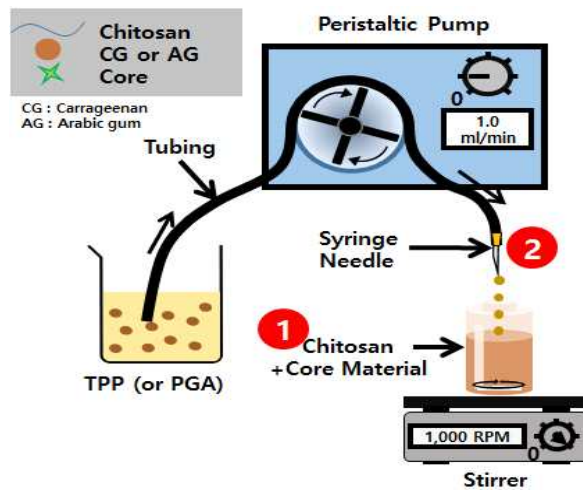 Chitosan
CG or AG
Core
CG : Carrageenan
AG : Arabic gum
Peristaltic Pump
0
1.0
ml/min
Tubing
Syringe
Needle
2
1
Chitosan
+Core Material
TPP (or PGA)
1,000 RPM
0
Stirrer